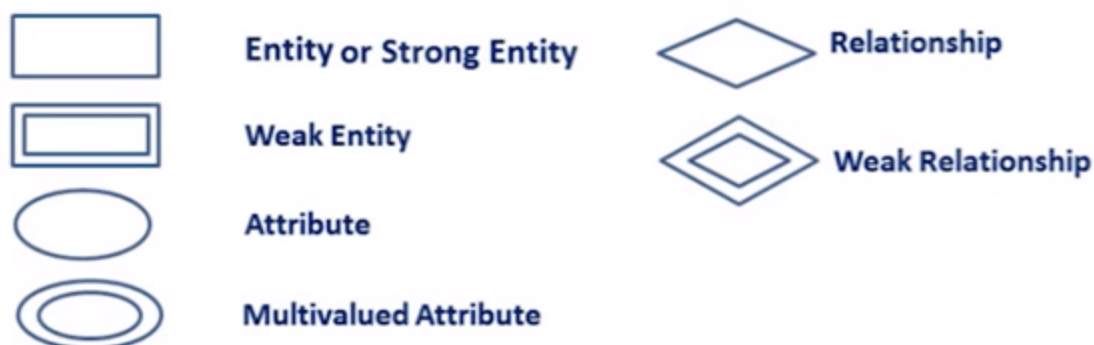 Entity or Strong Entity
Weak Entity
Attribute
Multivalued Attribute
Relationship
Weak Relationship